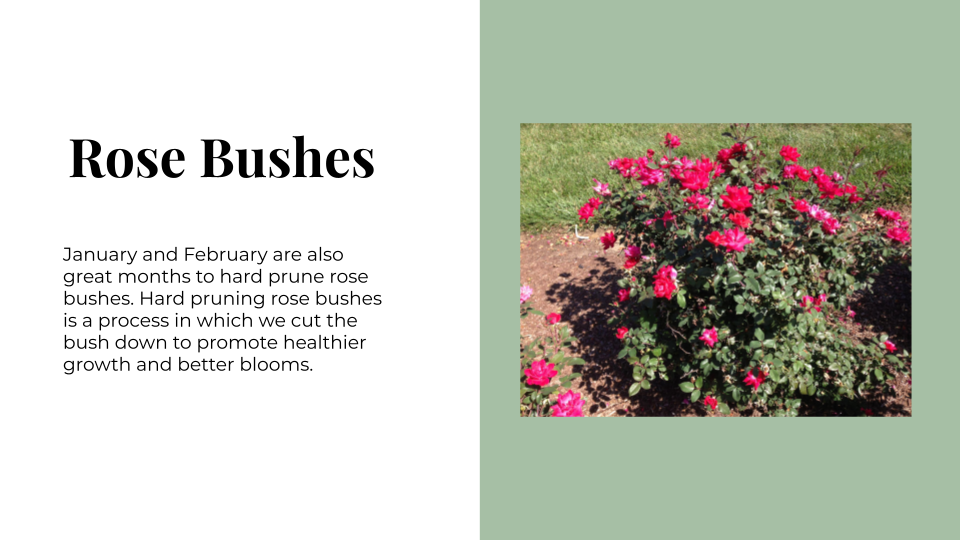 Rose Bushes
January and February are also
great months to hard prune rose
bushes. Hard pruning rose bushes
is a process in which we cut the
bush down to promote healthier
growth and better blooms.